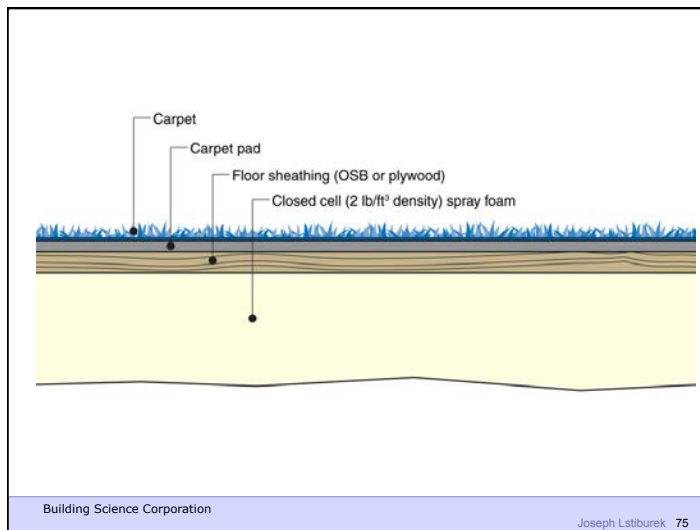 Carpet
Carpet pad
Floor sheathing (OSB or plywood)
Closed cell (2 lb/ft³ density) spray foam
Building Science Corporation
Joseph Lstiburek 75